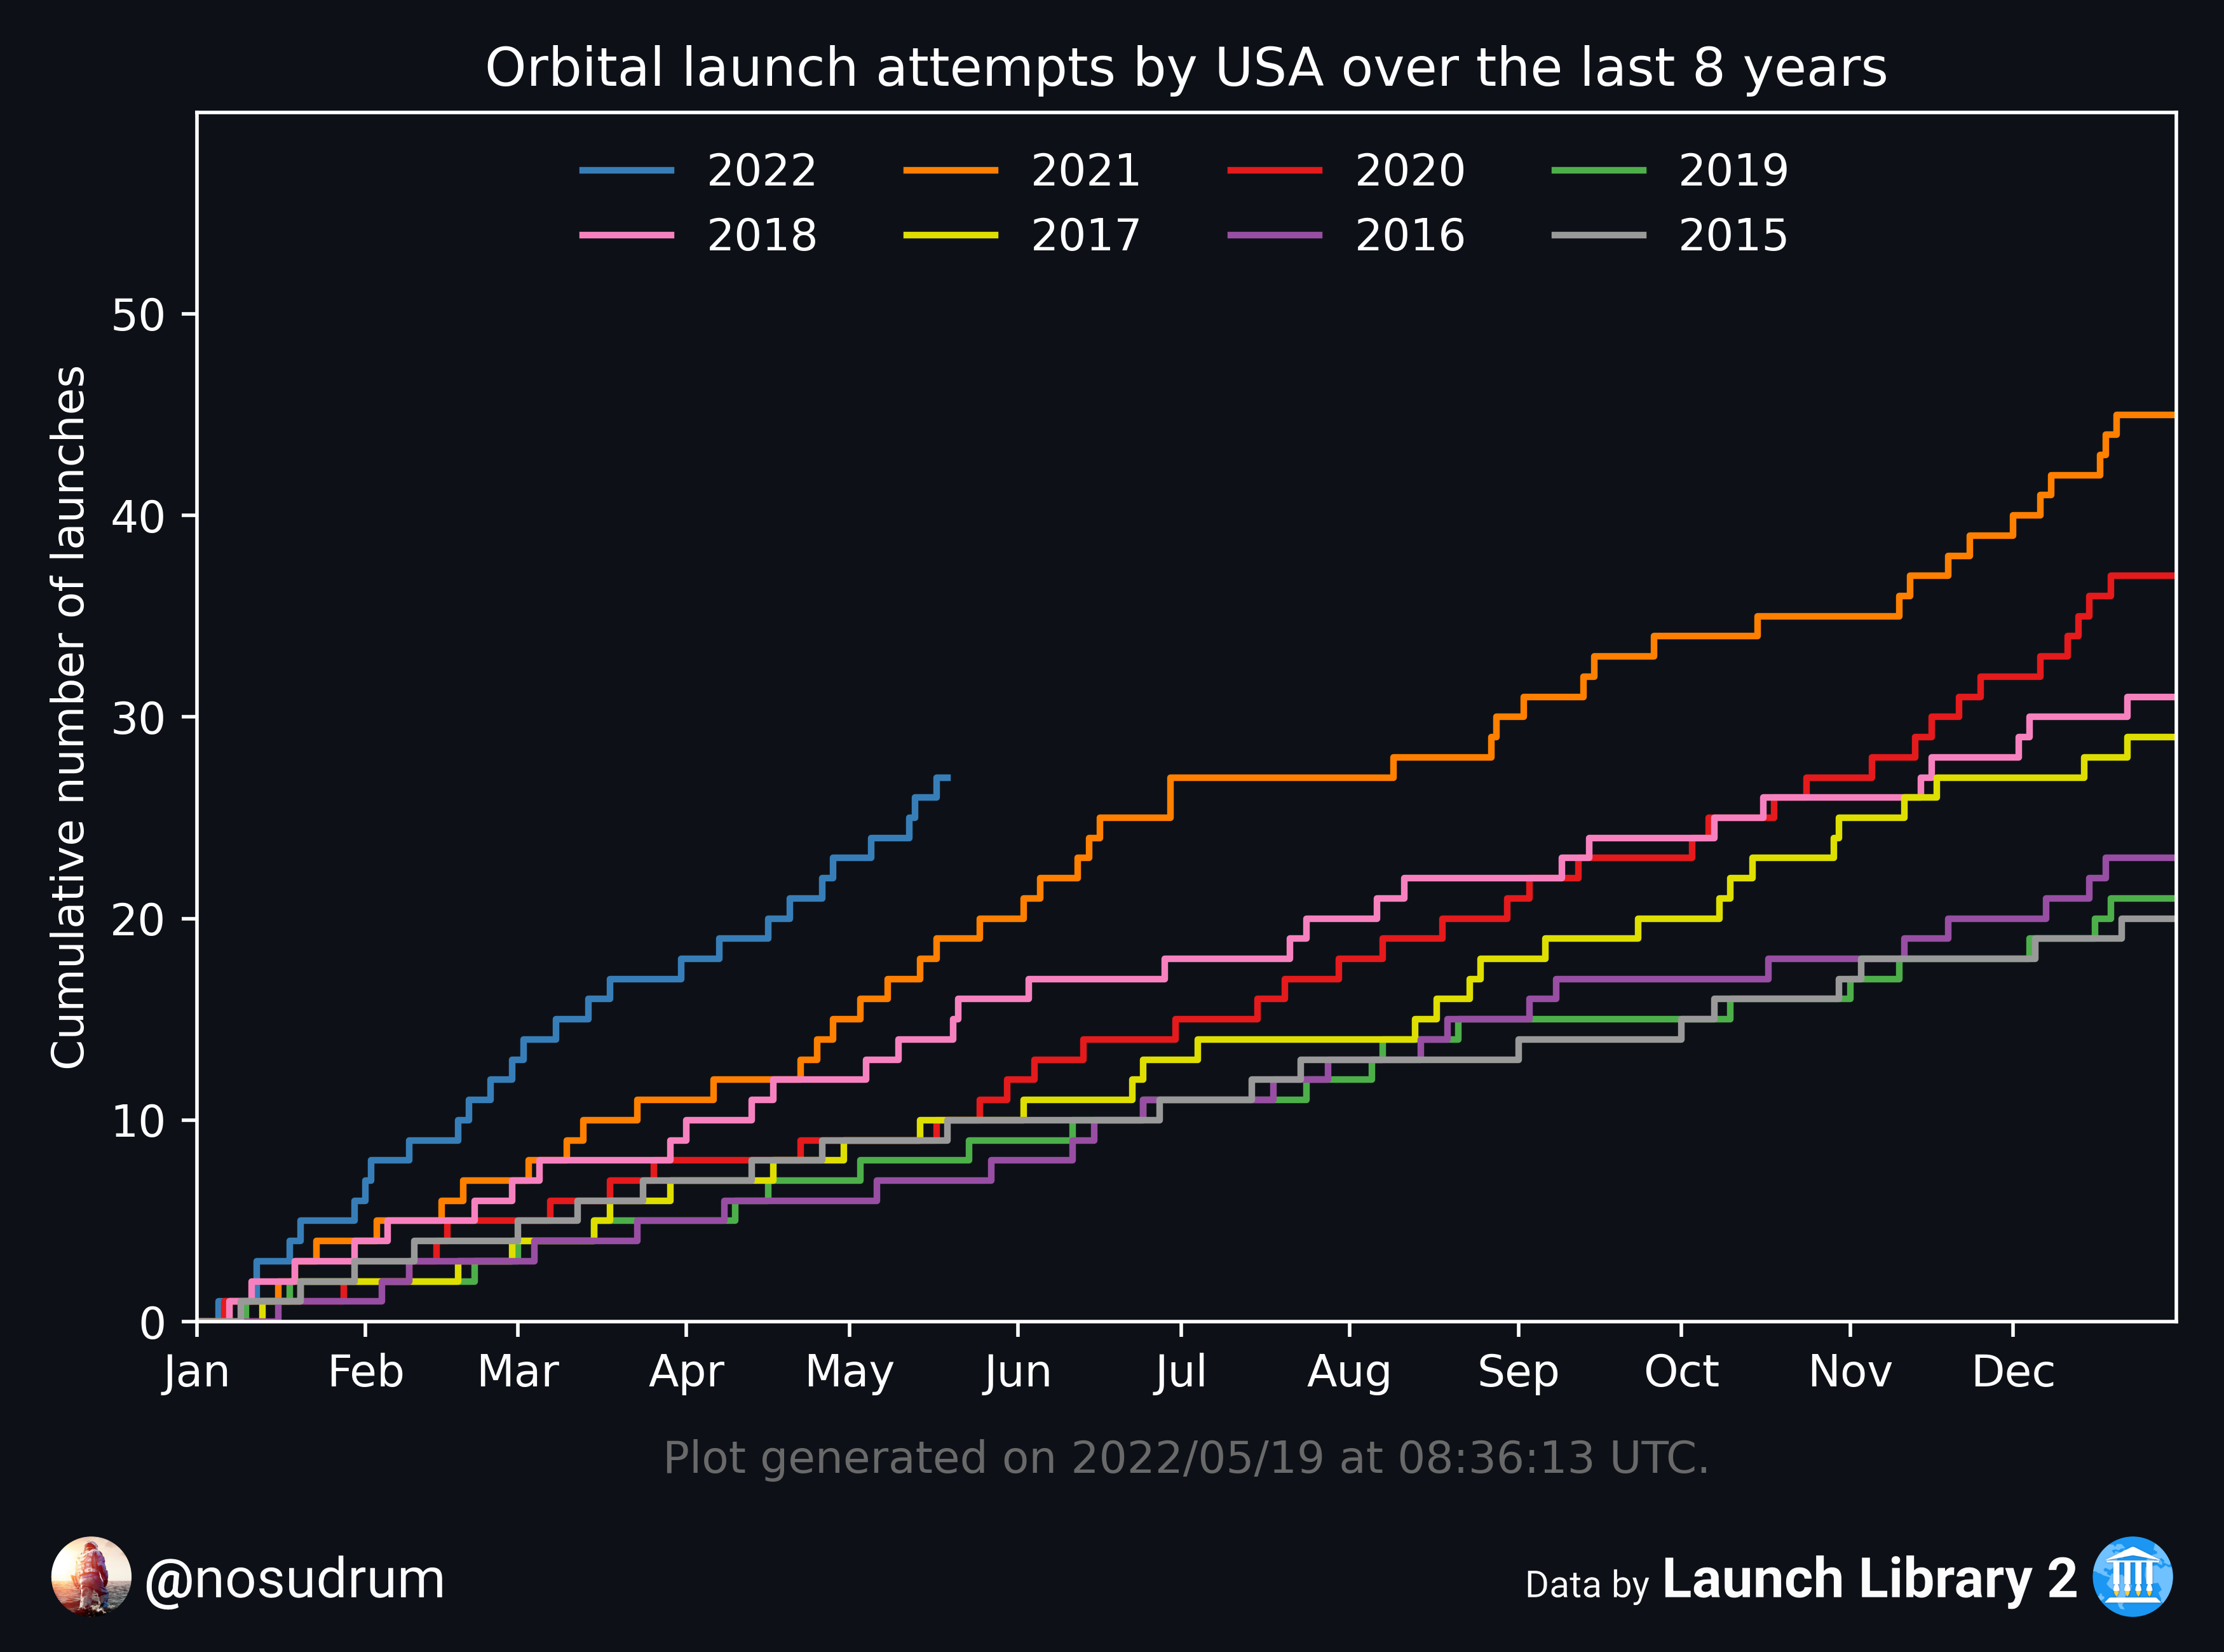 Orbital launch attempts by USA over the last 8 years
2022 2021 2020 2019
2018 2017 2016 2015
Cumulative number of launches
50
40
30
20
10
0
Jan Feb Mar Apr May Jun Jul Aug Sep Oct Nov Dec
Plot generated on 2022/05/19 at 08:36:13 UTC.
@nosudrum
Data by Launch Library 2